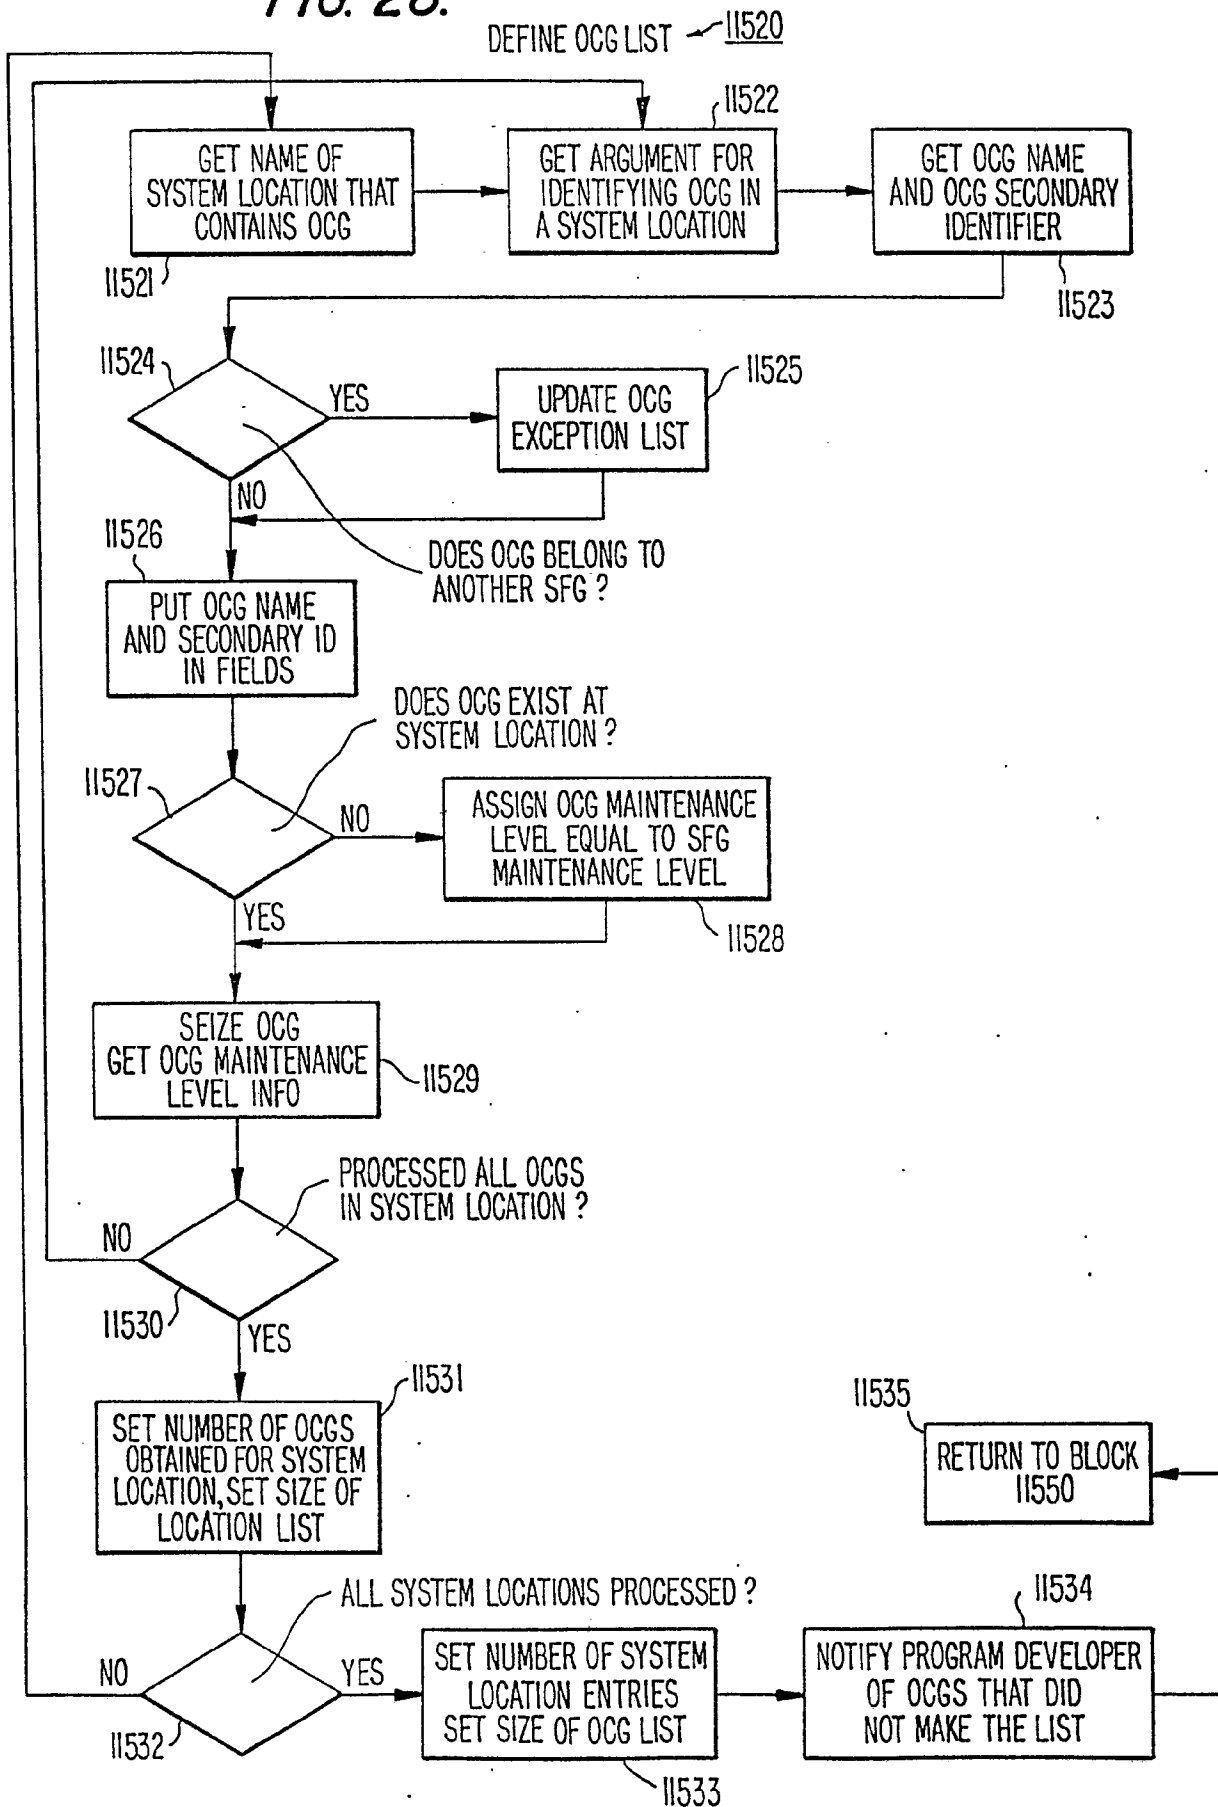 FIG. 28.
DEFINE OCG LIST
11520
GET NAME OF
SYSTEM LOCATION THAT
CONTAINS OCG
11521
11522
GET ARGUMENT FOR
IDENTIFYING OCG IN
A SYSTEM LOCATION
GET OCG NAME
AND OCG SECONDARY
IDENTIFIER
11523
11524
YES
NO
11525
UPDATE OCG
EXCEPTION LIST
DOES OCG BELONG TO
ANOTHER SFG ?
11526
PUT OCG NAME
AND SECONDARY ID
IN FIELDS
DOES OCG EXIST AT
SYSTEM LOCATION ?
11527
NO
YES
ASSIGN OCG MAINTENANCE
LEVEL EQUAL TO SFG
MAINTENANCE LEVEL
11528
SEIZE OCG
GET OCG MAINTENANCE
LEVEL INFO
11529
PROCESSED ALL OCGS
IN SYSTEM LOCATION ?
NO
11530
YES
11531
SET NUMBER OF OCGS
OBTAINED FOR SYSTEM
LOCATION, SET SIZE OF
LOCATION LIST
11535
RETURN TO BLOCK
11550
ALL SYSTEM LOCATIONS PROCESSED ?
NO
YES
11532
SET NUMBER OF SYSTEM
LOCATION ENTRIES
SET SIZE OF OCG LIST
11533
11534
NOTIFY PROGRAM DEVELOPER
OF OCGS THAT DID
NOT MAKE THE LIST